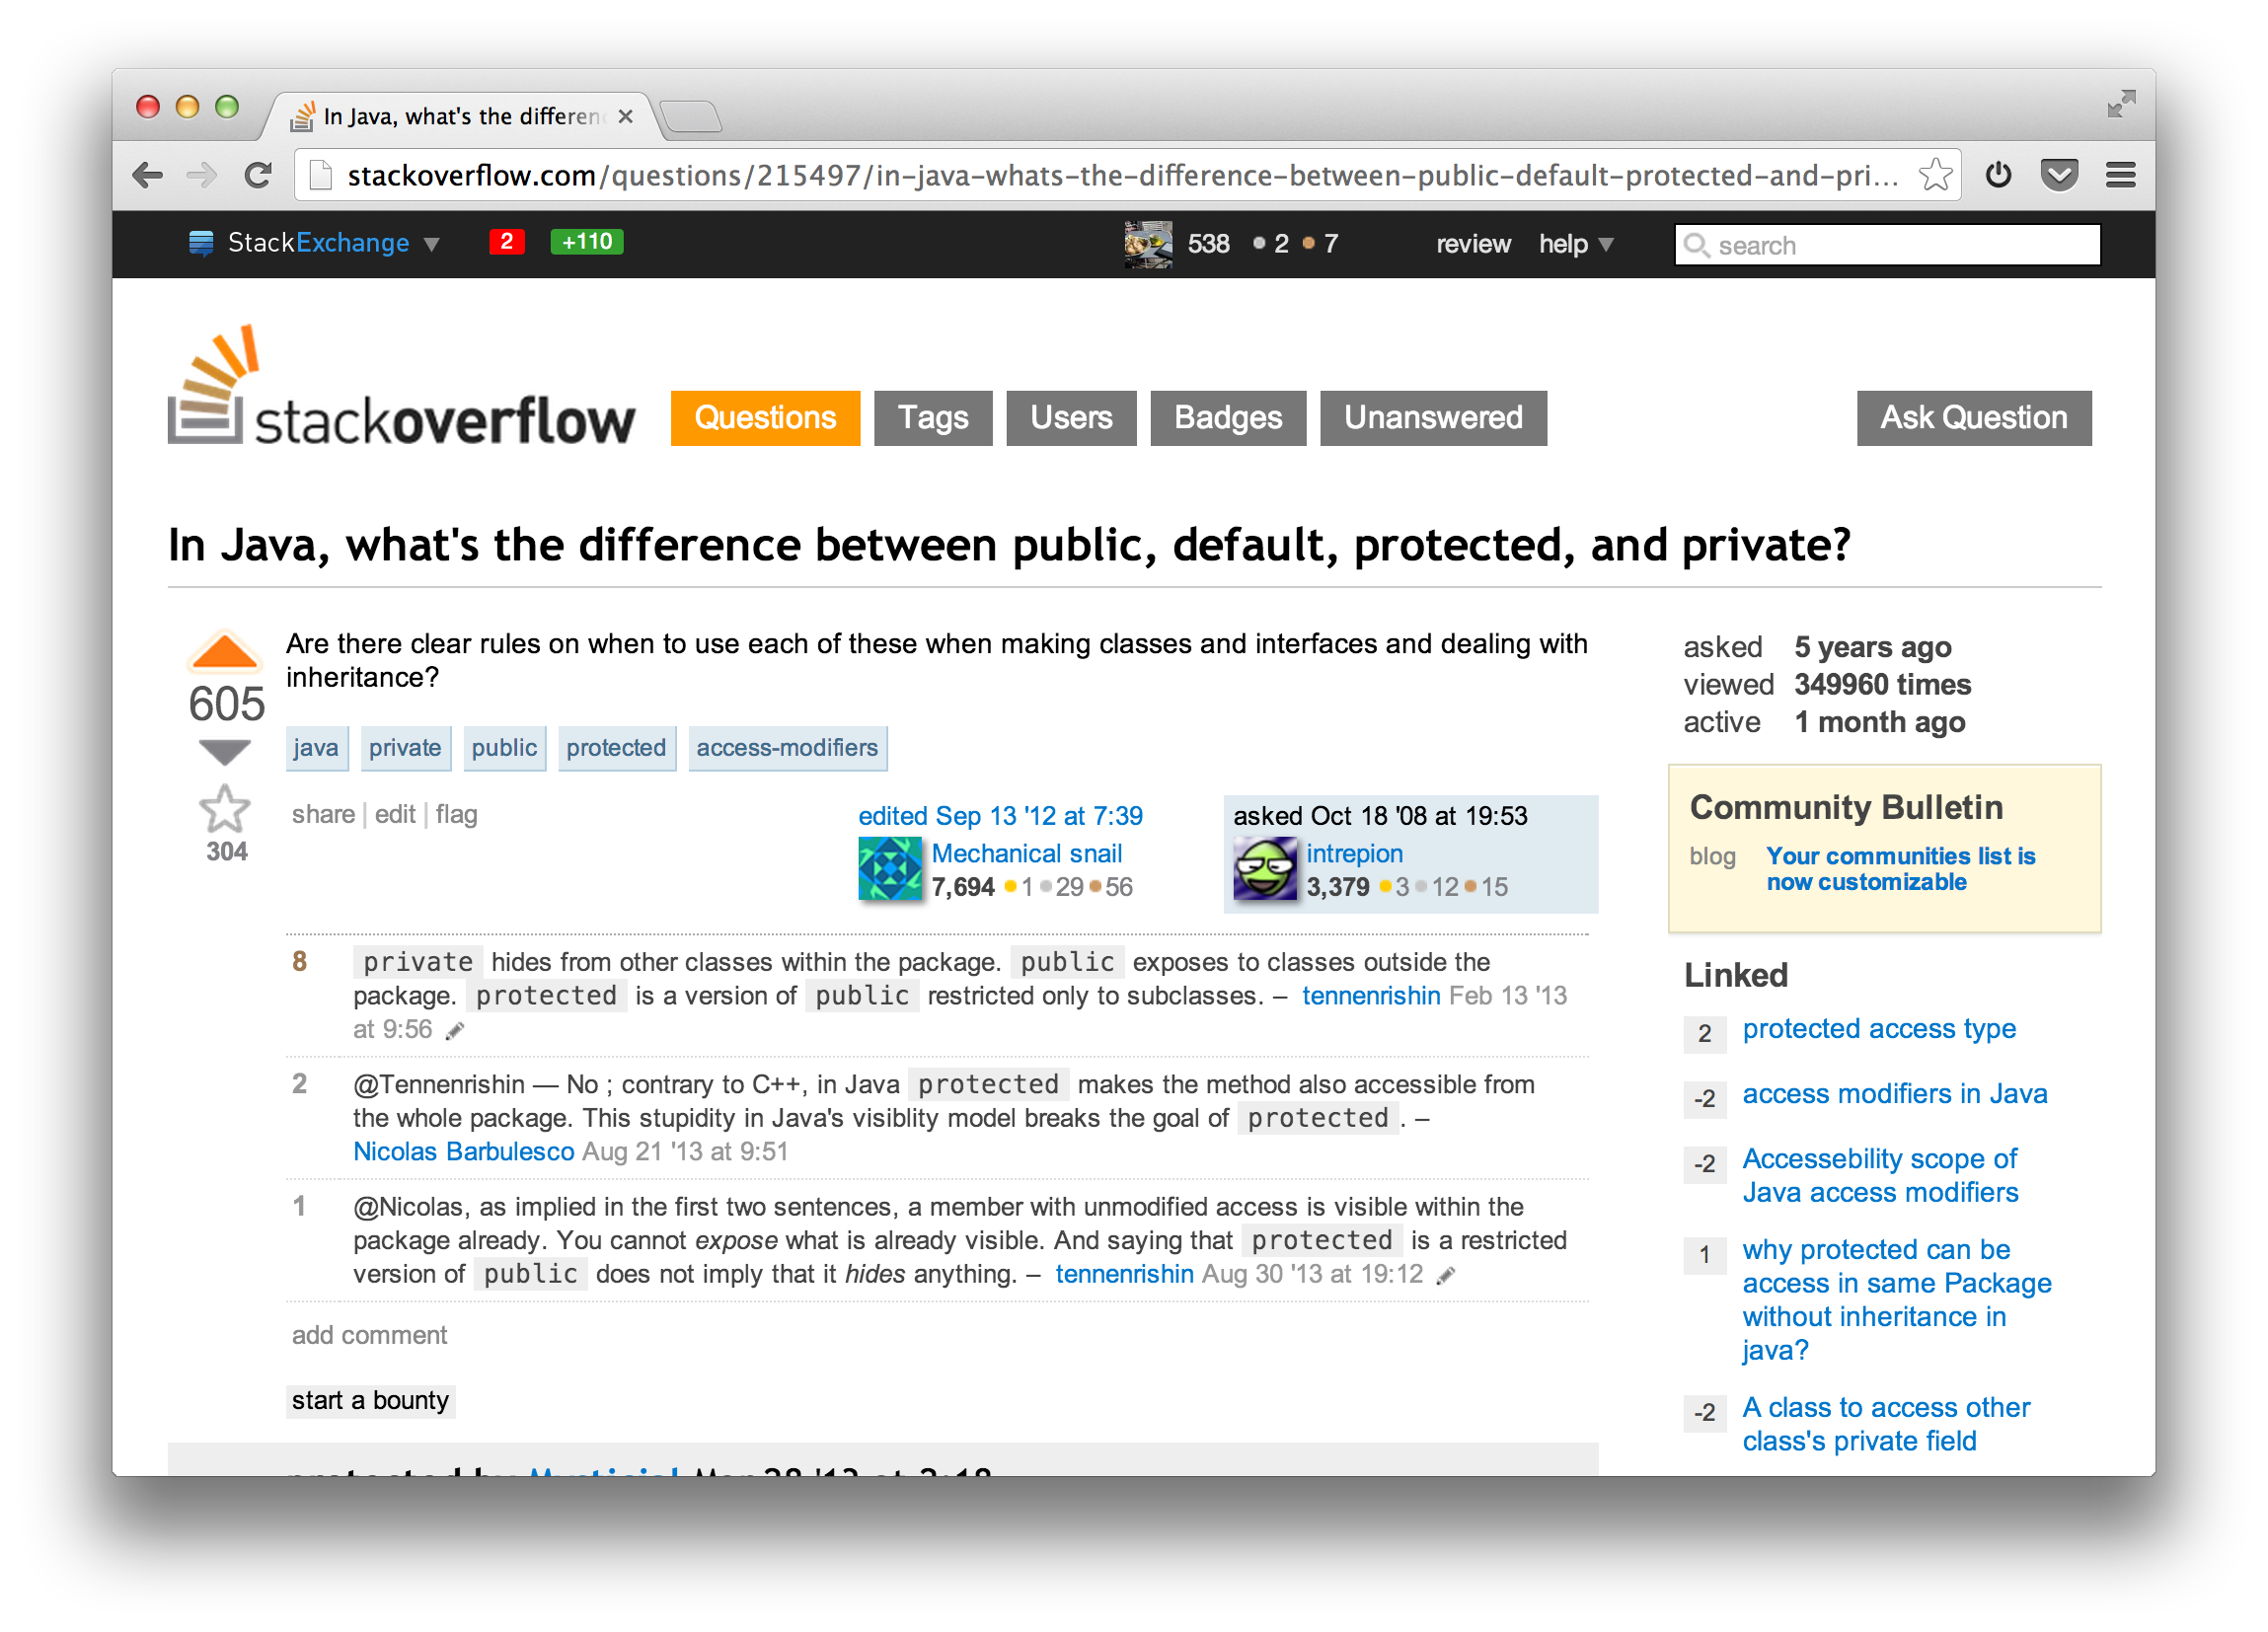 In Java, what's the differen
stackoverflow.com/questions/215497/in-java-whats-the-difference-between-public-default-protected-and-pri...
StackExchange 2 +110 538 2 7 review help search
stackoverflow Questions Tags Users Badges Unanswered Ask Question
In Java, what's the difference between public, default, protected, and private?
Are there clear rules on when to use each of these when making classes and interfaces and dealing with
inheritance?
605
java private public protected access-modifiers
304
share edit flag
edited Sep 13 '12 at 7:39
Mechanical snail
7,694 1 29 56
asked Oct 18 '08 at 19:53
intrepion
3,379 3 12 15
8 private hides from other classes within the package. public exposes to classes outside the
package. protected is a version of public restricted only to subclasses. – tennenrishin Feb 13 '13
at 9:56
2 @Tennenrishin — No ; contrary to C++, in Java protected makes the method also accessible from
the whole package. This stupidity in Java's visiblity model breaks the goal of protected. –
Nicolas Barbulesco Aug 21 '13 at 9:51
1 @Nicolas, as implied in the first two sentences, a member with unmodified access is visible within the
package already. You cannot expose what is already visible. And saying that protected is a restricted
version of public does not imply that it hides anything. – tennenrishin Aug 30 '13 at 19:12
add comment
start a bounty
protected by Mysticial Mar 28 '13 at 2:18
asked 5 years ago
viewed 349960 times
active 1 month ago
Community Bulletin
blog Your communities list is
now customizable
Linked
2 protected access type
-2 access modifiers in Java
-2 Accessebility scope of
Java access modifiers
1 why protected can be
access in same Package
without inheritance in
java?
-2 A class to access other
class's private field